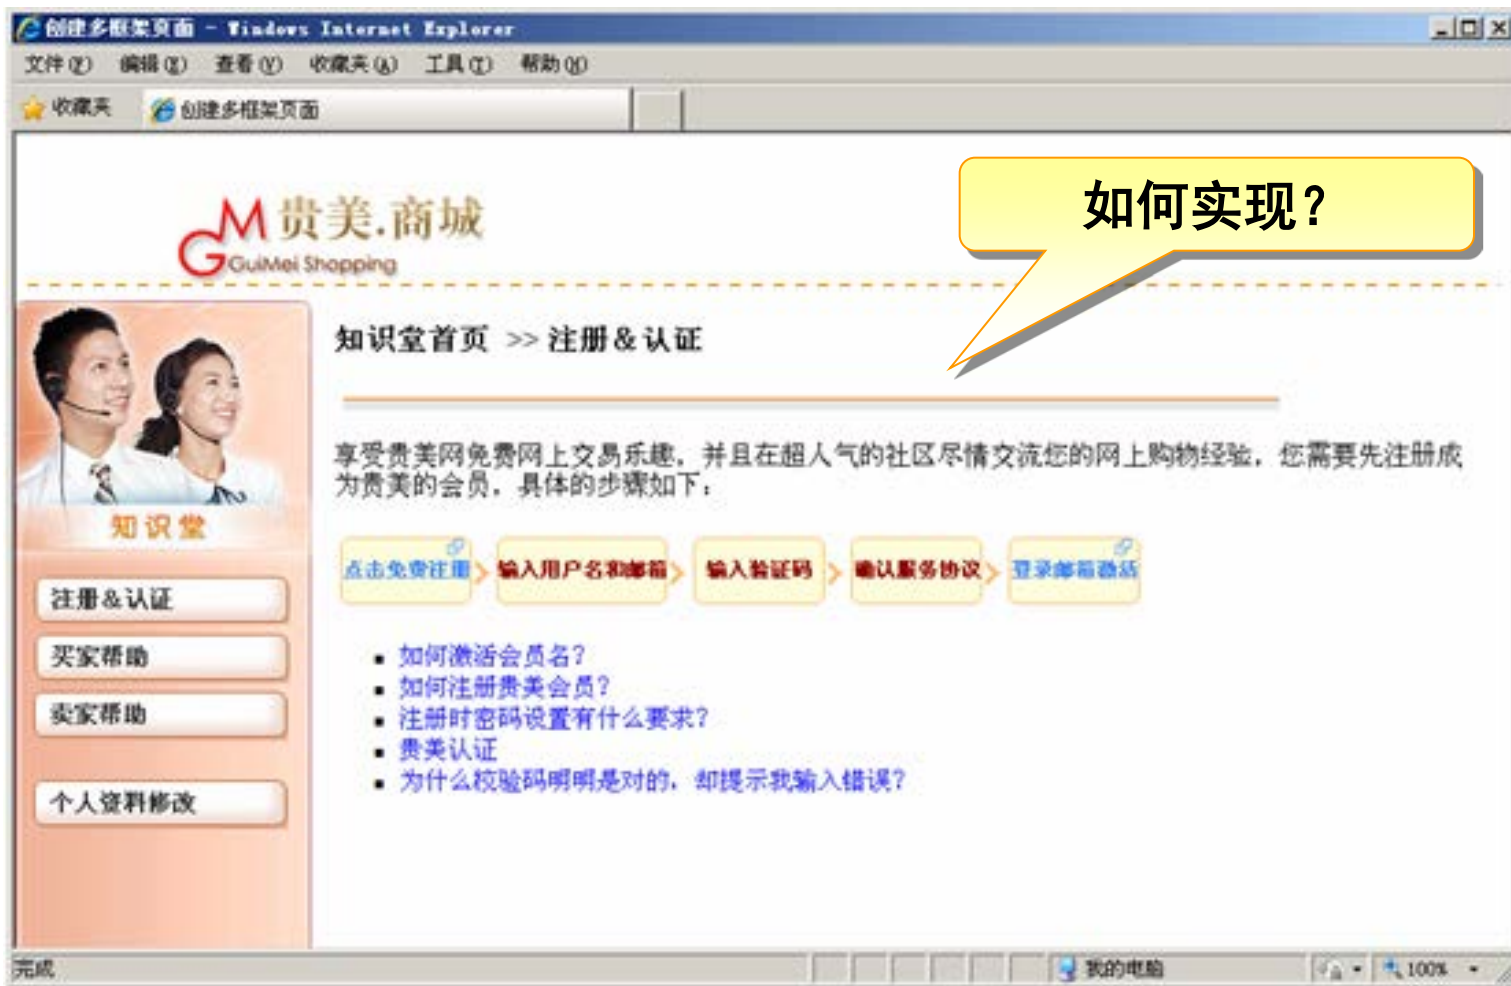 创建多框架页面 - Windows Internet Explorer
文件(F) 编辑(E) 查看(V) 收藏夹(A) 工具(T) 帮助(H)
收藏夹 创建多框架页面
如何实现?
GM 贵美.商城
GuiMei Shopping
知识堂首页 >> 注册&认证
享受贵美网免费网上交易乐趣，并且在超人气的社区尽情交流您的网上购物经验，您需要先注册成
为贵美的会员，具体的步骤如下：
知识堂
点击免费注册 > 输入用户名和邮箱 > 输入验证码 > 确认服务协议 > 登录邮箱激活
注册&认证
买家帮助
卖家帮助
个人资料修改
▪ 如何激活会员名?
▪ 如何注册贵美会员?
▪ 注册时密码设置有什么要求?
▪ 贵美认证
▪ 为什么校验码明明是对的，却提示我输入错误?
完成 我的电脑 100%